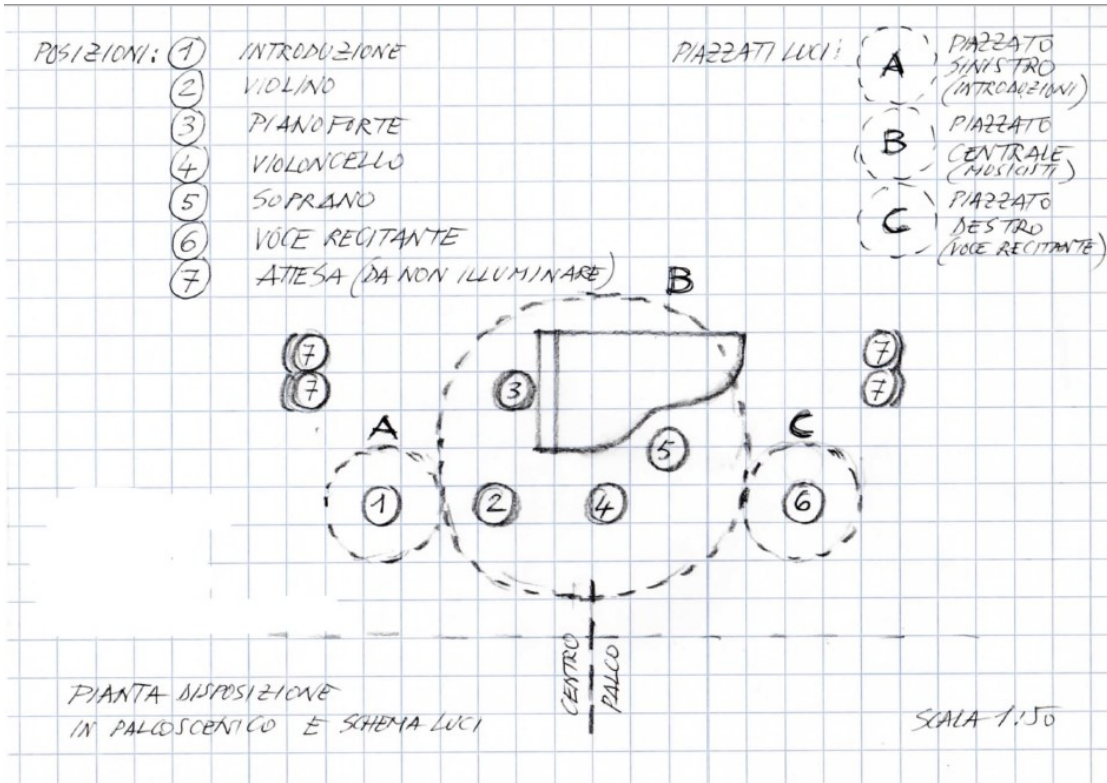 POSIZIONI: 1 INTRODUZIONE
2 VIOLINO
3 PIANOFORTE
4 VIOLONCELLO
5 SOPRANO
6 VOCE RECITANTE
7 ATTESA (DA NON ILLUMINARE)
PIAZZATI LUCI:
A PIAZZATO
SINISTRO
(INTRODUZIONI)
B PIAZZATO
CENTRALE
(MUSICISTI)
C PIAZZATO
DESTRO
(VOCE RECITANTE)
B
7
7
3
7
7
A
C
5
1
2
4
6
CENTRO
PALCO
PIANTA DISPOSIZIONE
IN PALCOSCENICO E SCHEMA LUCI
SCALA 1:50